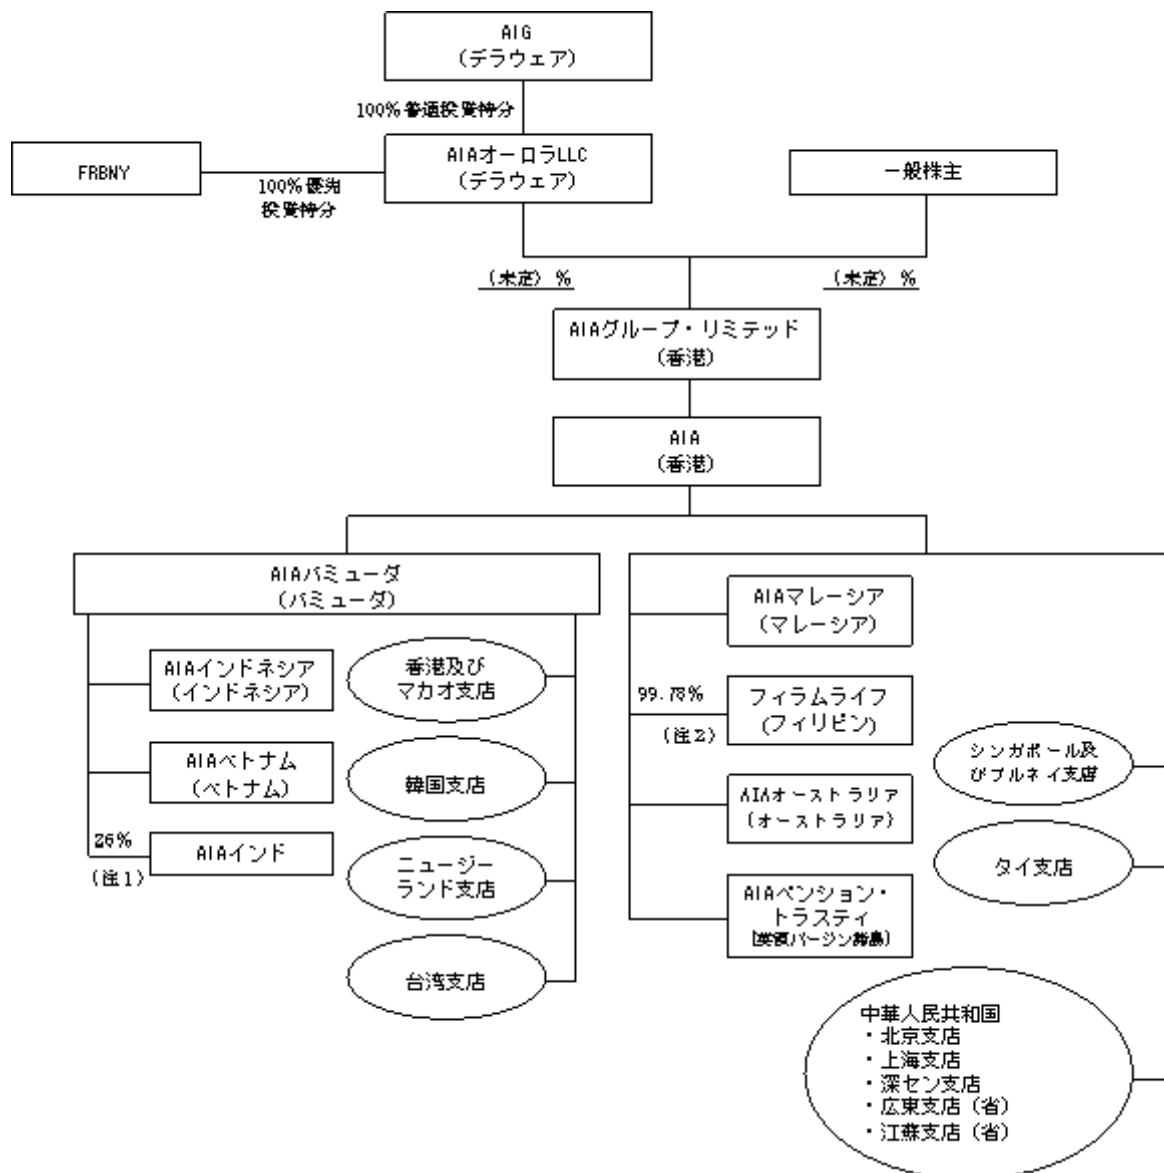 AIG
(デラウェア)
100%普通投資持分
AIAオーロラLLC
(デラウェア)
FRBNY
100%優先
投資持分
一般株主
(未定)%
(未定)%
AIAグループ・リミテッド
(香港)
AIA
(香港)
AIAバミューダ
(バミューダ)
AIAインドネシア
(インドネシア)
AIAベトナム
(ベトナム)
26%
(注1)
AIAインド
香港及び
マカオ支店
韓国支店
ニュージー
ランド支店
台湾支店
AIAマレーシア
(マレーシア)
99.78%
(注2)
フィラムライフ
(フィリピン)
AIAオーストラリア
(オーストラリア)
AIAペンション・
トラスティ
(英領バージン諸島)
シンガポール及
びブルネイ支店
タイ支店
中華人民共和国
・北京支店
・上海支店
・深セン支店
・広東支店(省)
・江蘇支店(省)